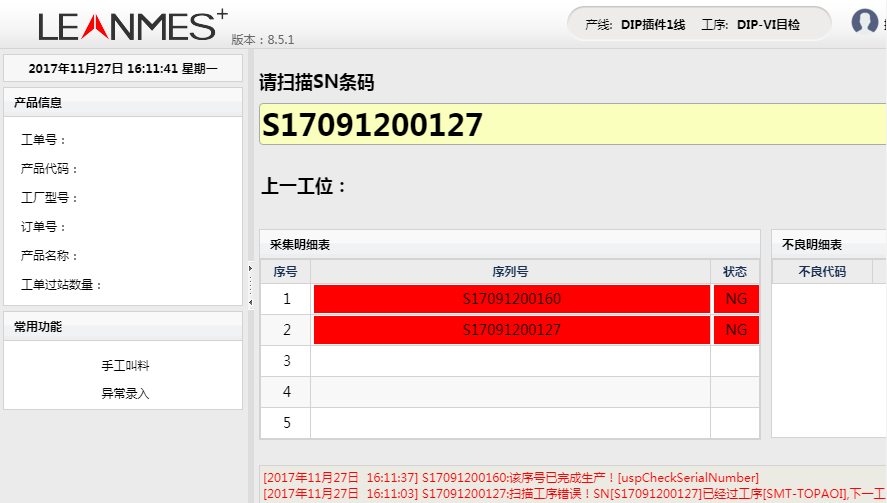 LEANMES+
版本：8.5.1
产线: DIP插件1线 工序: DIP-VI目检
2017年11月27日 16:11:41 星期一
产品信息
工单号：
产品代码：
工厂型号：
订单号：
产品名称：
工单过站数量：
常用功能
手工叫料
异常录入
请扫描SN条码
S17091200127
上一工位：
采集明细表
序号 序列号 状态
1 S17091200160 NG
2 S17091200127 NG
3
4
5
不良明细表
不良代码
[2017年11月27日 16:11:37] S17091200160:该序号已完成生产！[uspCheckSerialNumber]
[2017年11月27日 16:11:03] S17091200127:扫描工序错误！SN[S17091200127]已经过工序[SMT-TOPAOI],下一工